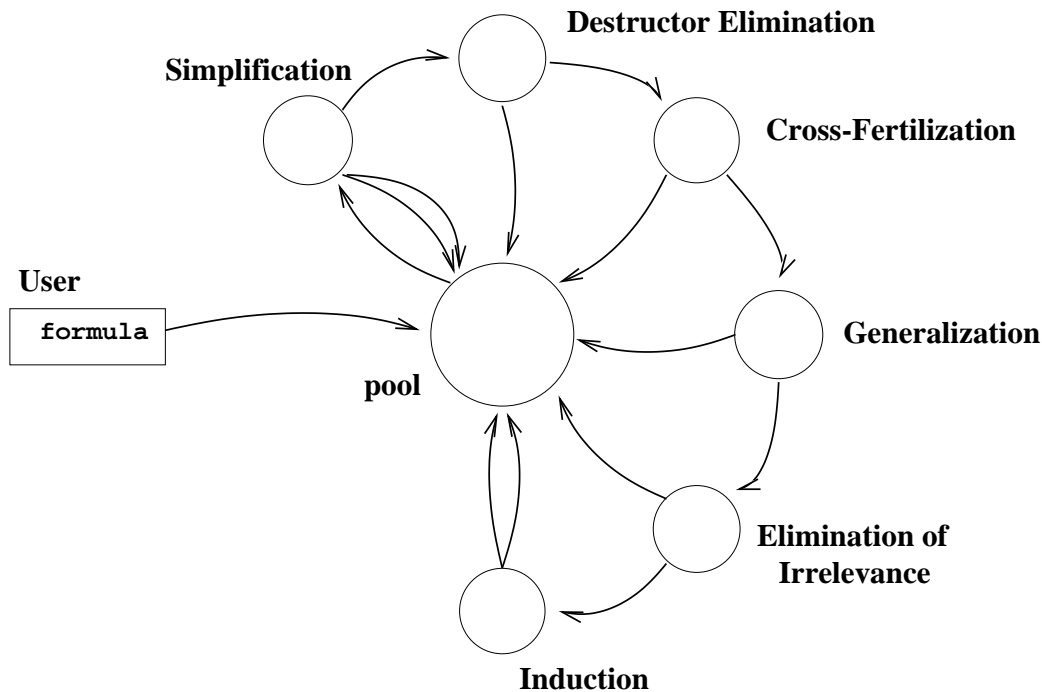 Destructor Elimination
Simplification
Cross-Fertilization
User
formula
Generalization
pool
Elimination of
Irrelevance
Induction